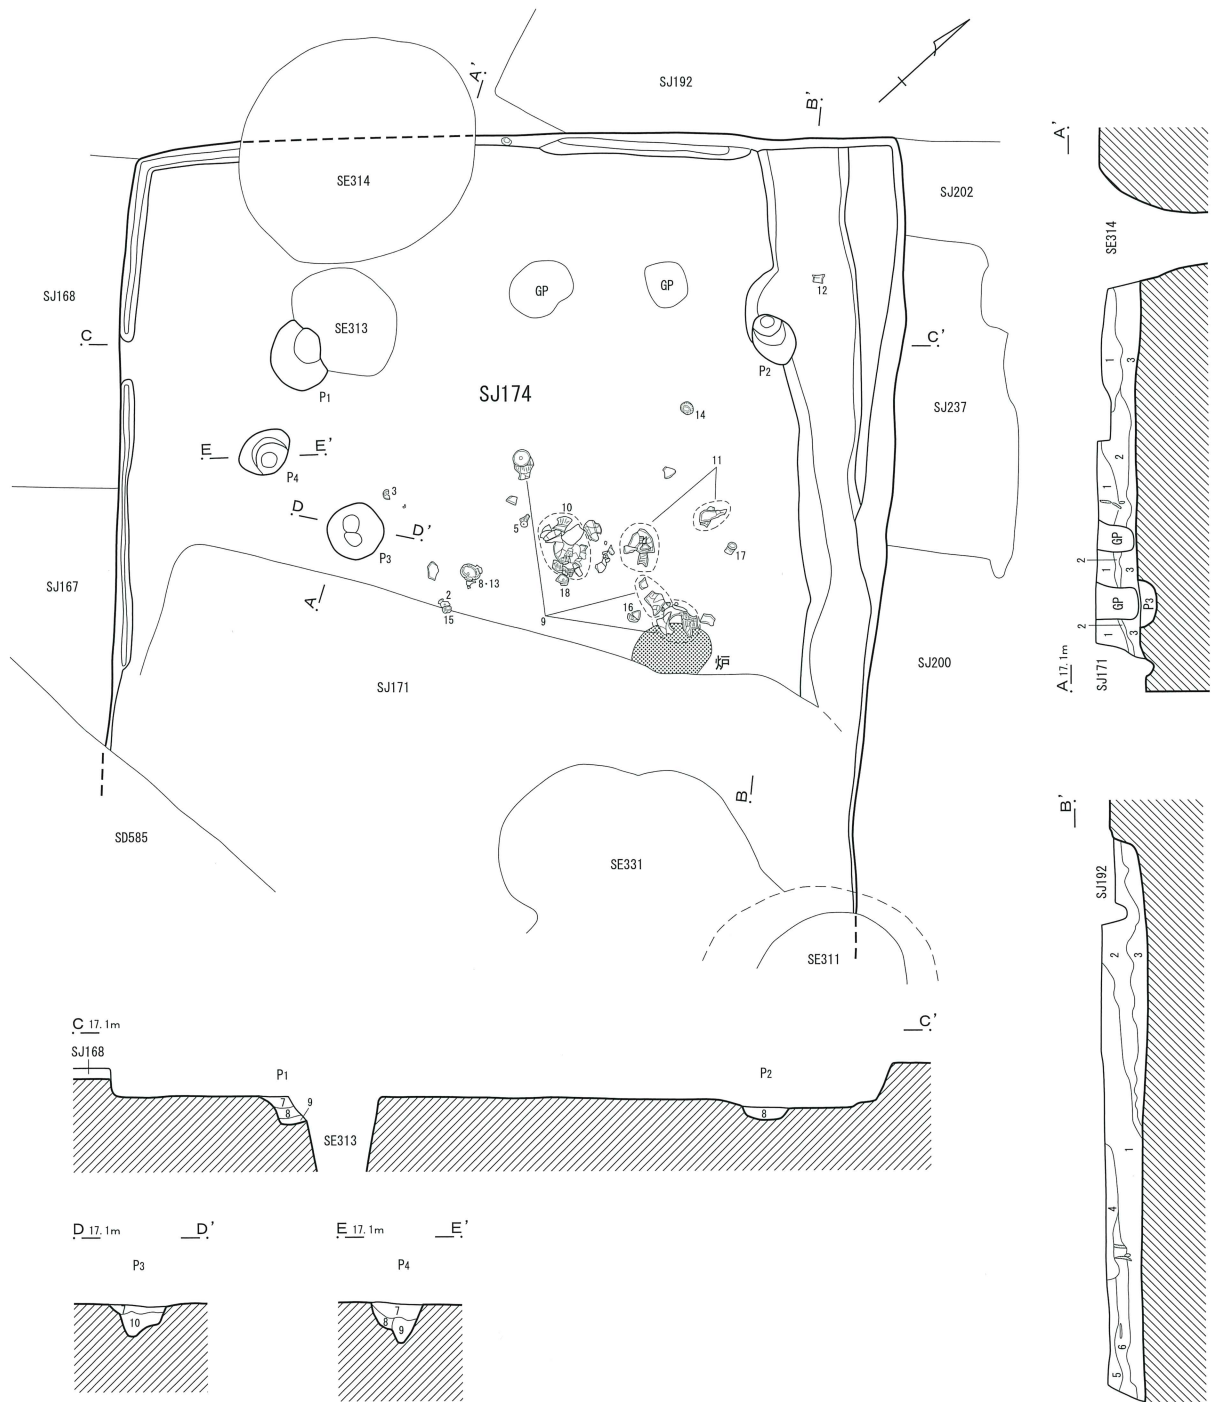 A'
SJ192
B'
SE314
SJ202
SJ168
GP
GP
12
SE313
C
C'
P1
P2
SJ174
SJ237
14
E
E'
P4
11
3
10
D
D'
5
P3
17
SJ167
A
8・13
18
2
15
16
9
炉
SJ171
SJ200
B
SD585
SE331
SE311
A'
SE314
1
3
2
1
GP
2
1
3
GP
P3
2
1
3
A 17.1m
SJ171
B'
SJ192
2
3
1
4
6
5
C 17.1m
C'
SJ168
P1
P2
7
8
9
8
SE313
D 17.1m
D'
E 17.1m
E'
P3
P4
7
10
7
8
9